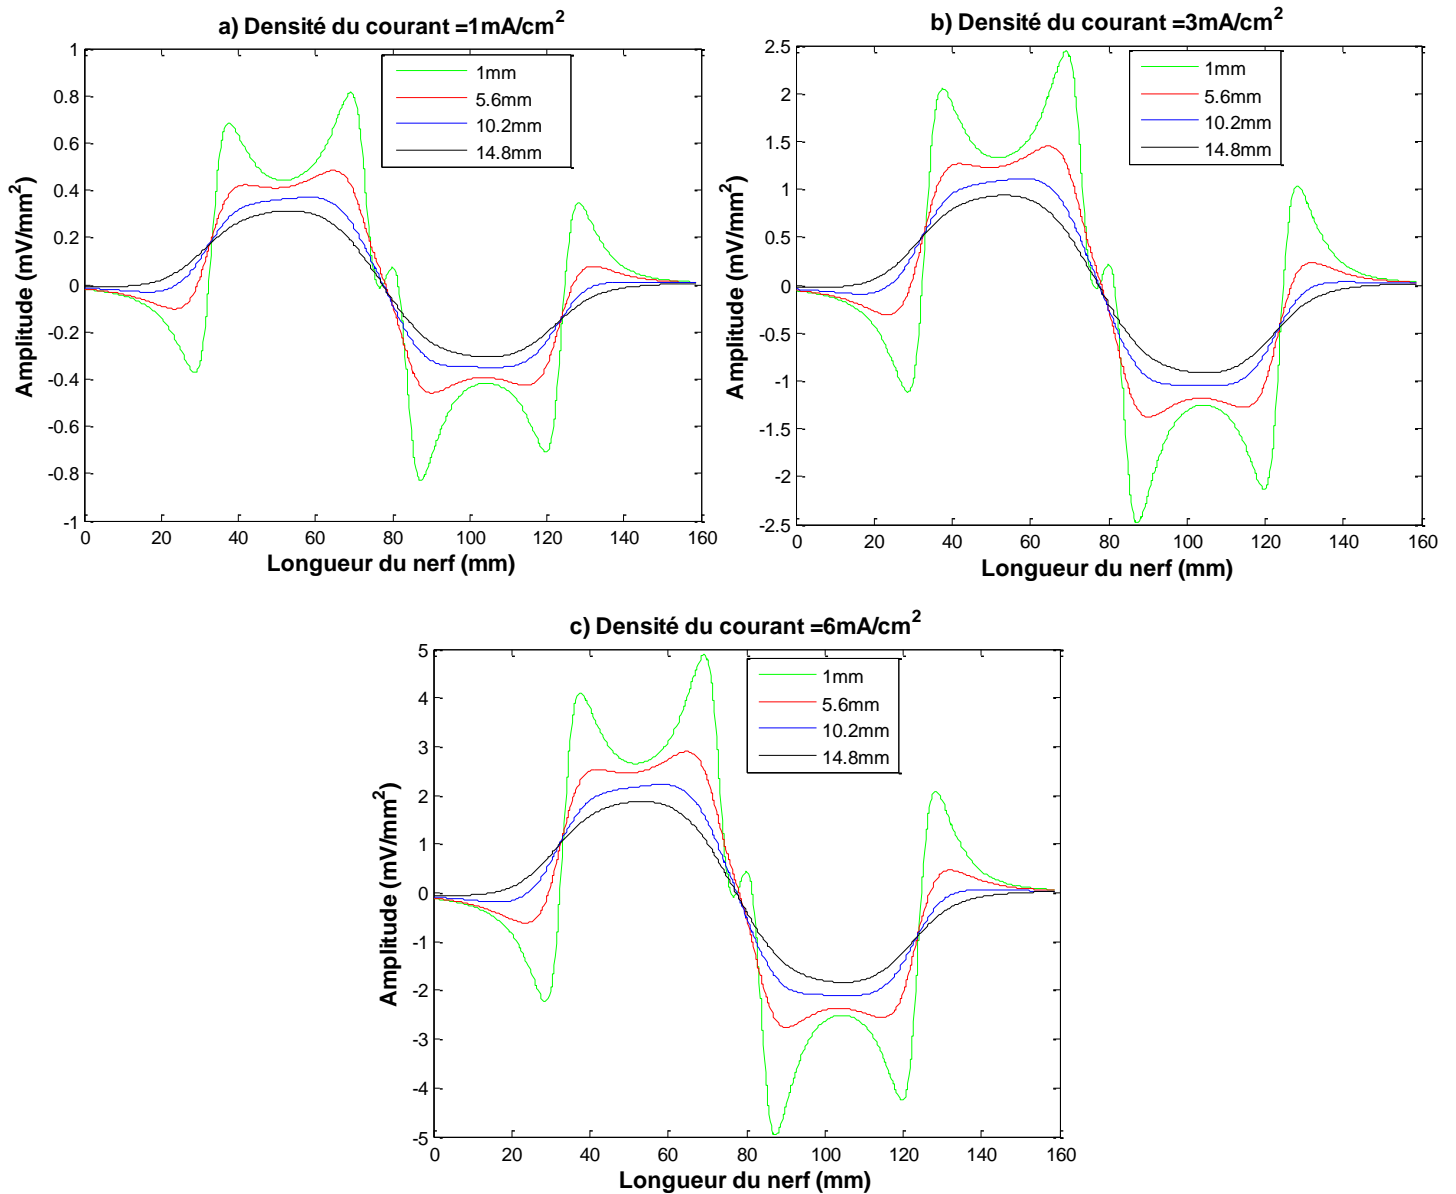 a) Densité du courant =1mA/cm²
1
0.8
0.6
0.4
0.2
0
-0.2
-0.4
-0.6
-0.8
-1
Amplitude (mV/mm²)
1mm
5.6mm
10.2mm
14.8mm
0 20 40 60 80 100 120 140 160
Longueur du nerf (mm)
b) Densité du courant =3mA/cm²
2.5
2
1.5
1
0.5
0
-0.5
-1
-1.5
-2
-2.5
Amplitude (mV/mm²)
1mm
5.6mm
10.2mm
14.8mm
0 20 40 60 80 100 120 140 160
Longueur du nerf (mm)
c) Densité du courant =6mA/cm²
5
4
3
2
1
0
-1
-2
-3
-4
-5
Amplitude (mV/mm²)
1mm
5.6mm
10.2mm
14.8mm
0 20 40 60 80 100 120 140 160
Longueur du nerf (mm)